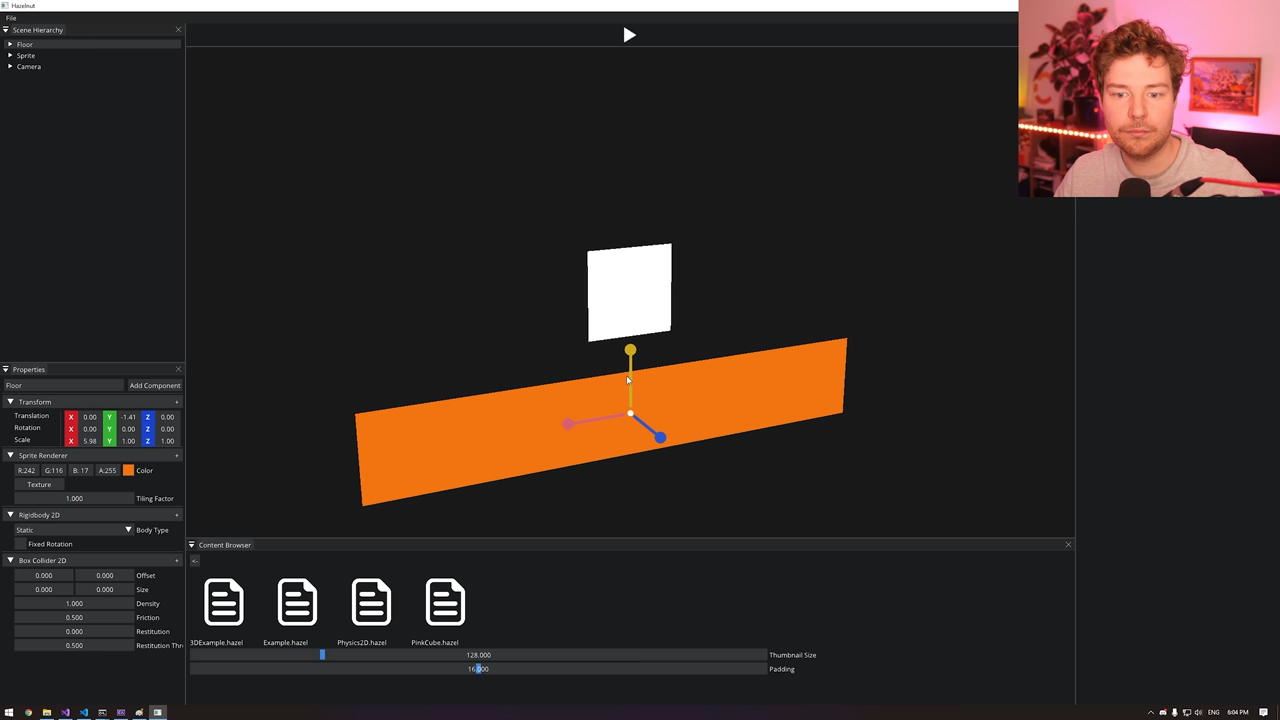 Hazelnut
File
Scene Hierarchy
Floor
Sprite
Camera
Properties
Floor
Add Component
Transform
+
Translation X 0.00 Y -1.41 Z 0.00
Rotation X 0.00 Y 0.00 Z 0.00
Scale X 5.98 Y 1.00 Z 1.00
Sprite Renderer
+
R:242 G:116 B: 17 A:255 Color
Texture
1.000 Tiling Factor
Rigidbody 2D
+
Static Body Type
Fixed Rotation
Box Collider 2D
+
0.000 0.000 Offset
0.000 0.000 Size
1.000 Density
0.500 Friction
0.000 Restitution
0.500 Restitution Thr
Content Browser
<-
3DExample.hazel Example.hazel Physics2D.hazel PinkCube.hazel
128.000 Thumbnail Size
16.000 Padding
ENG 6:04 PM